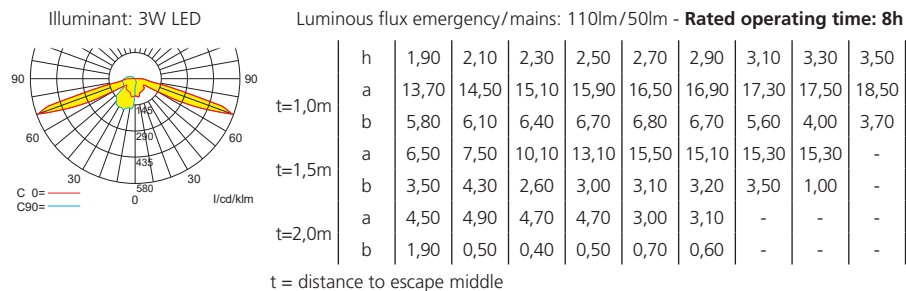 Illuminant: 3W LED
Luminous flux emergency/mains: 110lm/50lm - Rated operating time: 8h
90 90
60 60
30 30
145
290
435
580
0
C 0=
C90=
l/cd/klm
h 1,90 2,10 2,30 2,50 2,70 2,90 3,10 3,30 3,50
t=1,0m
a 13,70 14,50 15,10 15,90 16,50 16,90 17,30 17,50 18,50
b 5,80 6,10 6,40 6,70 6,80 6,70 5,60 4,00 3,70
t=1,5m
a 6,50 7,50 10,10 13,10 15,50 15,10 15,30 15,30 -
b 3,50 4,30 2,60 3,00 3,10 3,20 3,50 1,00 -
t=2,0m
a 4,50 4,90 4,70 4,70 3,00 3,10 - - -
b 1,90 0,50 0,40 0,50 0,70 0,60 - - -
t = distance to escape middle